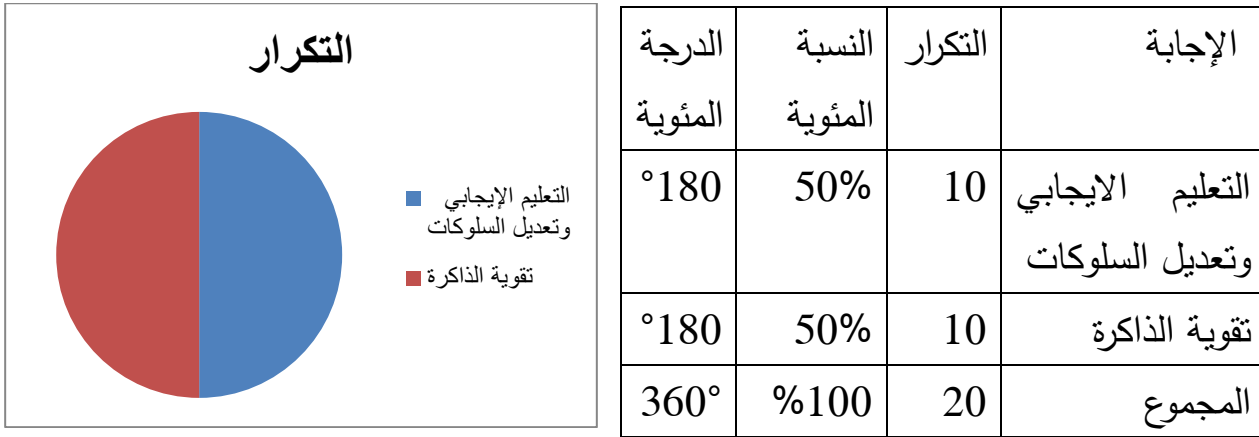 التكرار
التعليم الإيجابي
وتعديل السلوكات
تقوية الذاكرة
الإجابة التكرار النسبة المئوية الدرجة المئوية
التعليم الايجابي وتعديل السلوكات 10 50% °180
تقوية الذاكرة 10 50% °180
المجموع 20 %100 360°